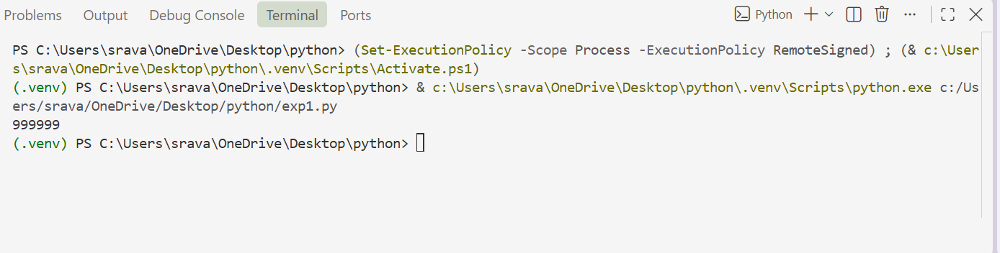 Problems Output Debug Console Terminal Ports Python
PS C:\Users\srava\OneDrive\Desktop\python> (Set-ExecutionPolicy -Scope Process -ExecutionPolicy RemoteSigned) ; (& c:\User
s\srava\OneDrive\Desktop\python\.venv\Scripts\Activate.ps1)
(.venv) PS C:\Users\srava\OneDrive\Desktop\python> & c:\Users\srava\OneDrive\Desktop\python\.venv\Scripts\python.exe c:/Us
ers/srava/OneDrive/Desktop/python/exp1.py
999999
(.venv) PS C:\Users\srava\OneDrive\Desktop\python>